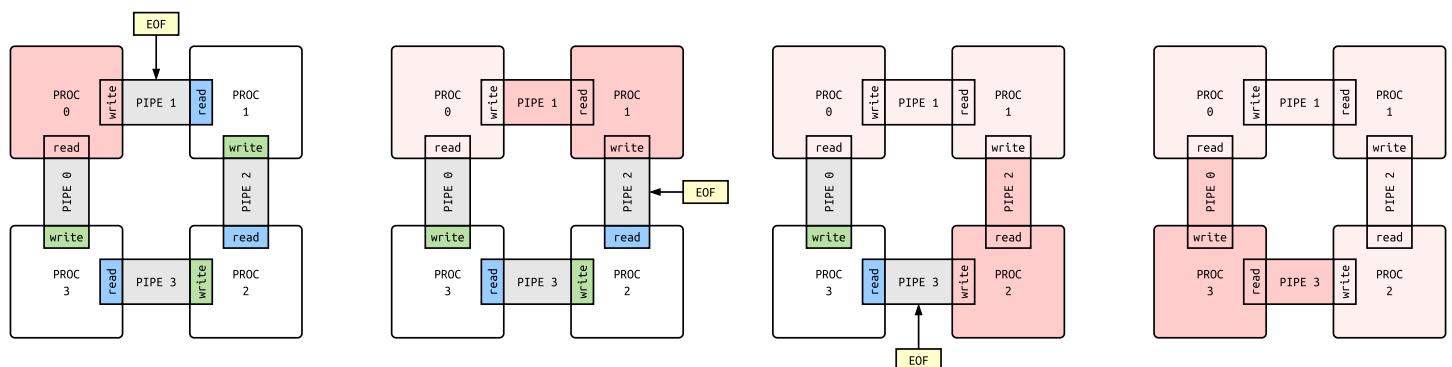 EOF
PROC
0
write
PIPE 1
read
PROC
1
read
PIPE 0
write
write
PIPE 2
read
PROC
3
read
PIPE 3
write
PROC
2
PROC
0
write
PIPE 1
read
PROC
1
read
PIPE 0
write
write
PIPE 2
read
EOF
PROC
3
read
PIPE 3
write
PROC
2
PROC
0
write
PIPE 1
read
PROC
1
read
PIPE 0
write
write
PIPE 2
read
PROC
3
read
PIPE 3
write
PROC
2
EOF
PROC
0
write
PIPE 1
read
PROC
1
read
PIPE 0
write
write
PIPE 2
read
PROC
3
read
PIPE 3
write
PROC
2